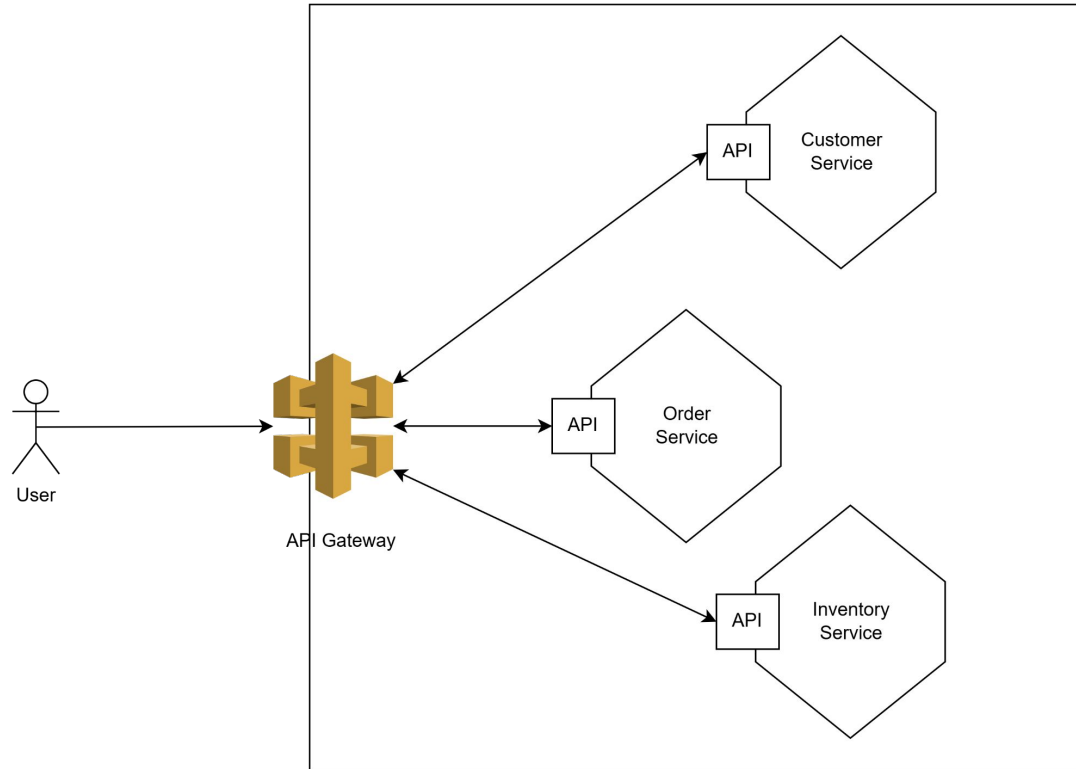 API
Customer
Service
API
Order
Service
User
API Gateway
API
Inventory
Service